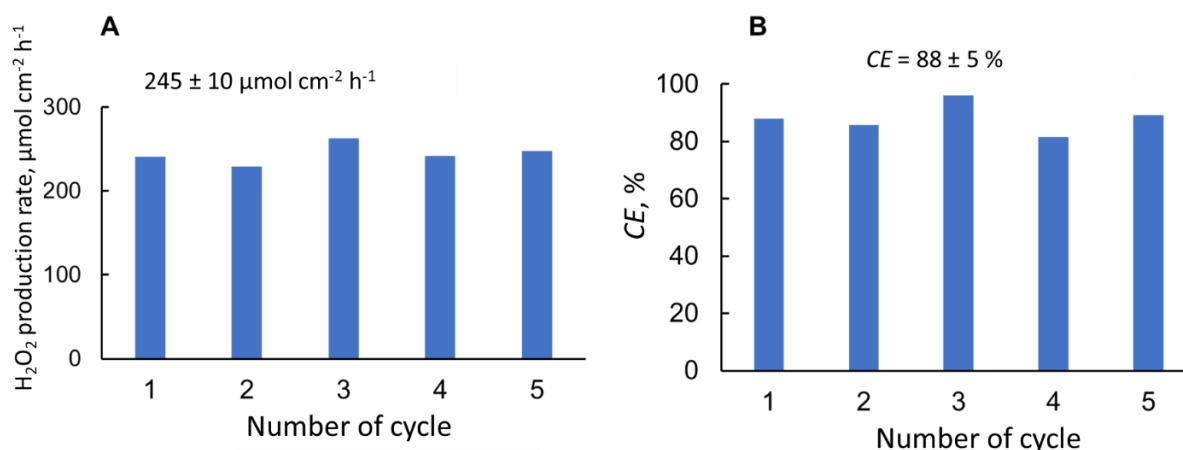 A
245 ± 10 µmol cm⁻² h⁻¹
H₂O₂ production rate, µmol cm⁻² h⁻¹
300
200
100
0
1 2 3 4 5
Number of cycle
B
CE = 88 ± 5 %
CE, %
100
80
60
40
20
0
1 2 3 4 5
Number of cycle